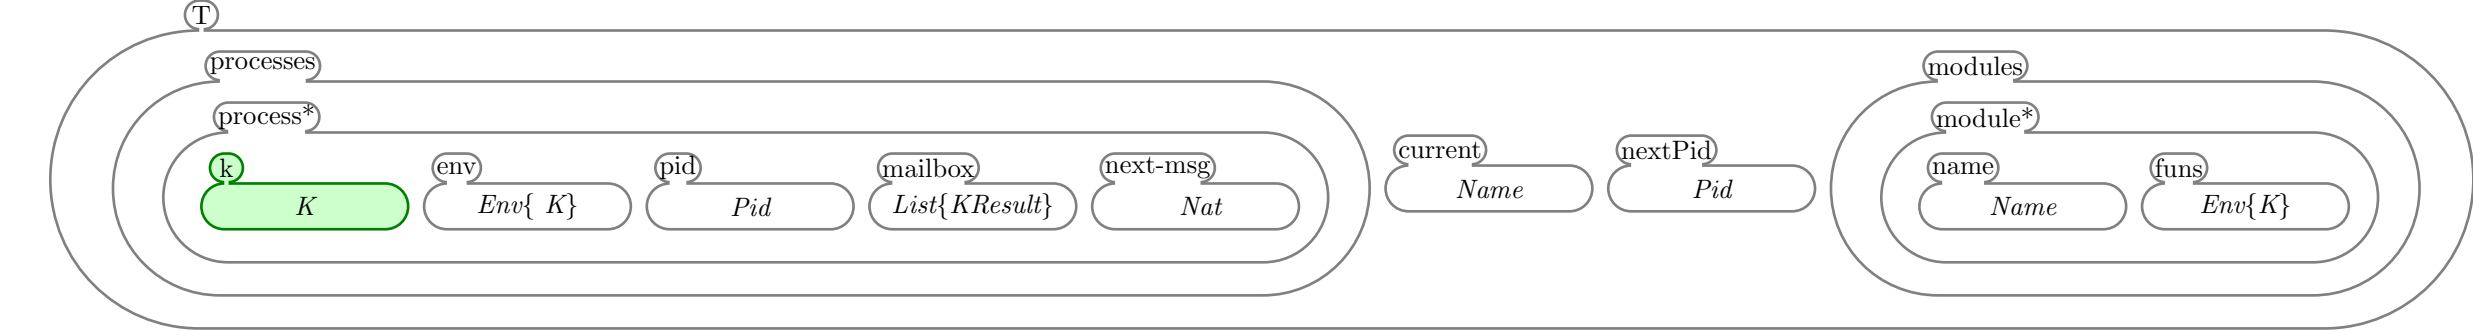 T
processes
process*
k
K
env
Env{ K}
pid
Pid
mailbox
List{KResult}
next-msg
Nat
current
Name
nextPid
Pid
modules
module*
name
Name
funs
Env{K}